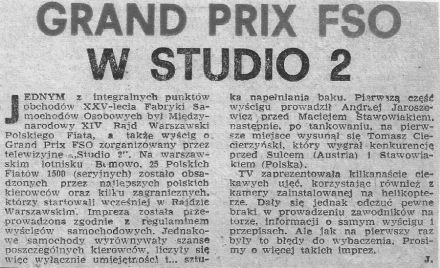 GRAND PRIX FSO
W STUDIO 2
JEDNYM z integralnych punktów
obchodów XXV-lecia Fabryki Sa-
mochodów Osobowych był Między-
narodowy XIV Rajd Warszawski
Polskiego Fiata, a także wyścig o
Grand Prix FSO zorganizowany przez
telewizyjne „Studio 2". Na warszaw-
skim lotnisku Bemowo, 25 Polskich
Fiatów 1500 (seryjnych) zostało obsa-
dzonych przez najlepszych polskich
kierowców oraz kilku zagranicznych,
którzy startowali wcześniej w Rajdzie
Warszawskim. Impreza została prze-
prowadzona zgodnie z regulaminem
wyścigów samochodowych. Jednako-
we samochody wyrównywały szanse
poszczególnych kierowców, liczyły się
więc wyłącznie umiejętności i... sztu-
ka napełniania baku. Pierwszą część
wyścigu prowadził Andrzej Jarosze-
wicz przed Maciejem Stawowiakiem,
następnie, po tankowaniu, na pierw-
sze miejsce wysunął się Tomasz Cie-
cierzyński, który wygrał konkurencję
przed Sulcem (Austria) i Stawowia-
kiem (Polska).
TV zaprezentowała kilkanaście cie-
kawych ujęć, korzystając również z
kamery zainstalowanej na helikopte-
rze. Dały się jednak odczuć pewne
braki w prowadzeniu zawodników na
torze, informacji o samym wyścigu i
przepisach. Ale jak na pierwszy raz
były to błędy do wybaczenia. Prosi-
my o więcej takich imprez.
J.